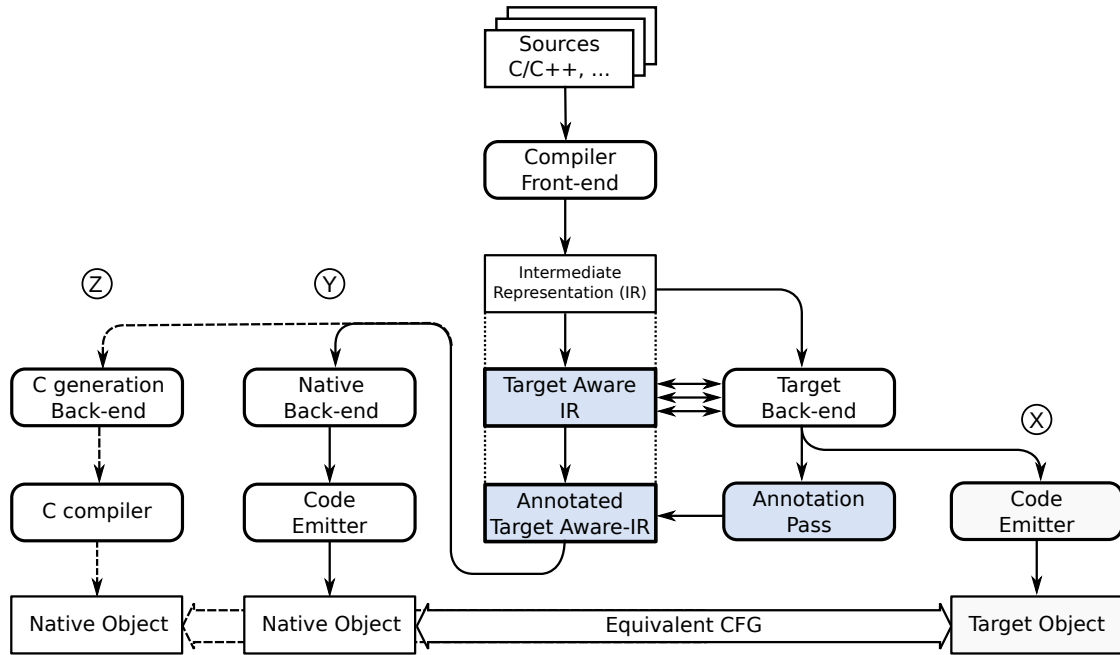 Sources
C/C++, ...
Compiler
Front-end
Intermediate
Representation (IR)
Z
Y
C generation
Back-end
Native
Back-end
Target Aware
IR
Target
Back-end
X
C compiler
Code
Emitter
Annotated
Target Aware-IR
Annotation
Pass
Code
Emitter
Native Object
Native Object
Equivalent CFG
Target Object